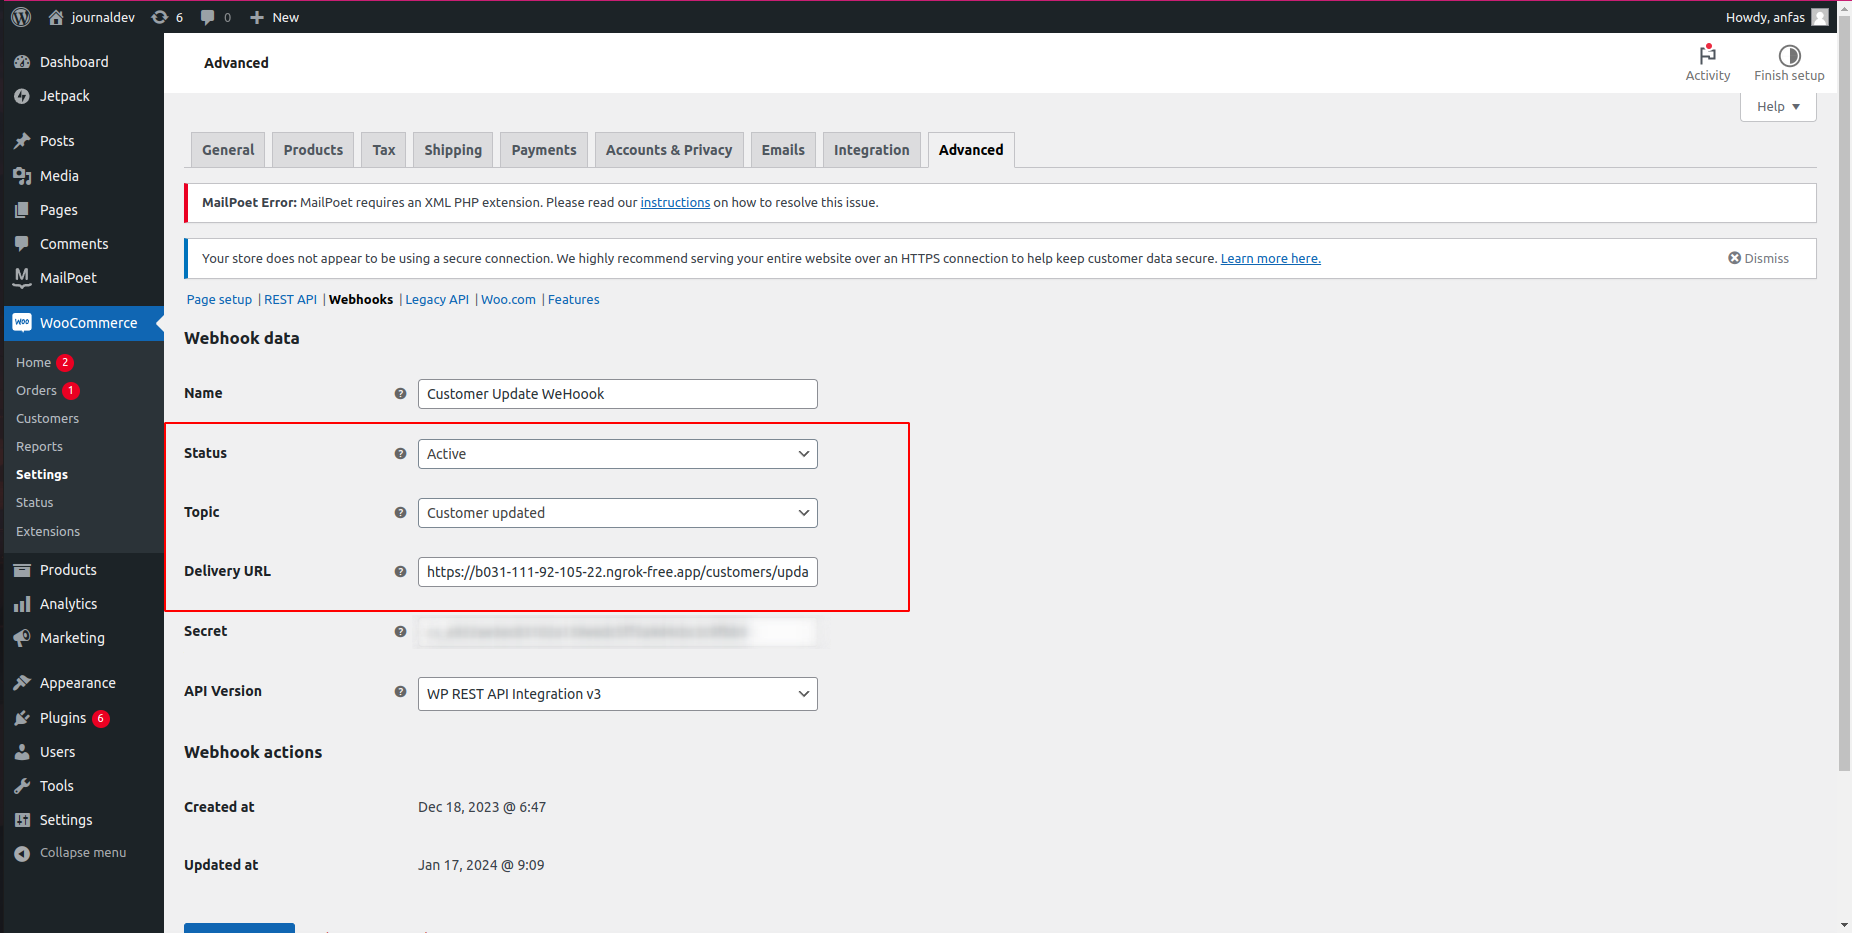 journaldev 6 0 New Howdy, anfas
Dashboard
Jetpack
Posts
Media
Pages
Comments
MailPoet
WooCommerce
Home 2
Orders 1
Customers
Reports
Settings
Status
Extensions
Products
Analytics
Marketing
Appearance
Plugins 6
Users
Tools
Settings
Collapse menu
Advanced
Activity Finish setup
Help
General Products Tax Shipping Payments Accounts & Privacy Emails Integration Advanced
MailPoet Error: MailPoet requires an XML PHP extension. Please read our instructions on how to resolve this issue.
Your store does not appear to be using a secure connection. We highly recommend serving your entire website over an HTTPS connection to help keep customer data secure. Learn more here. Dismiss
Page setup | REST API | Webhooks | Legacy API | Woo.com | Features
Webhook data
Name Customer Update WeHoook
Status Active
Topic Customer updated
Delivery URL https://b031-111-92-105-22.ngrok-free.app/customers/upda
Secret
API Version WP REST API Integration v3
Webhook actions
Created at Dec 18, 2023 @ 6:47
Updated at Jan 17, 2024 @ 9:09